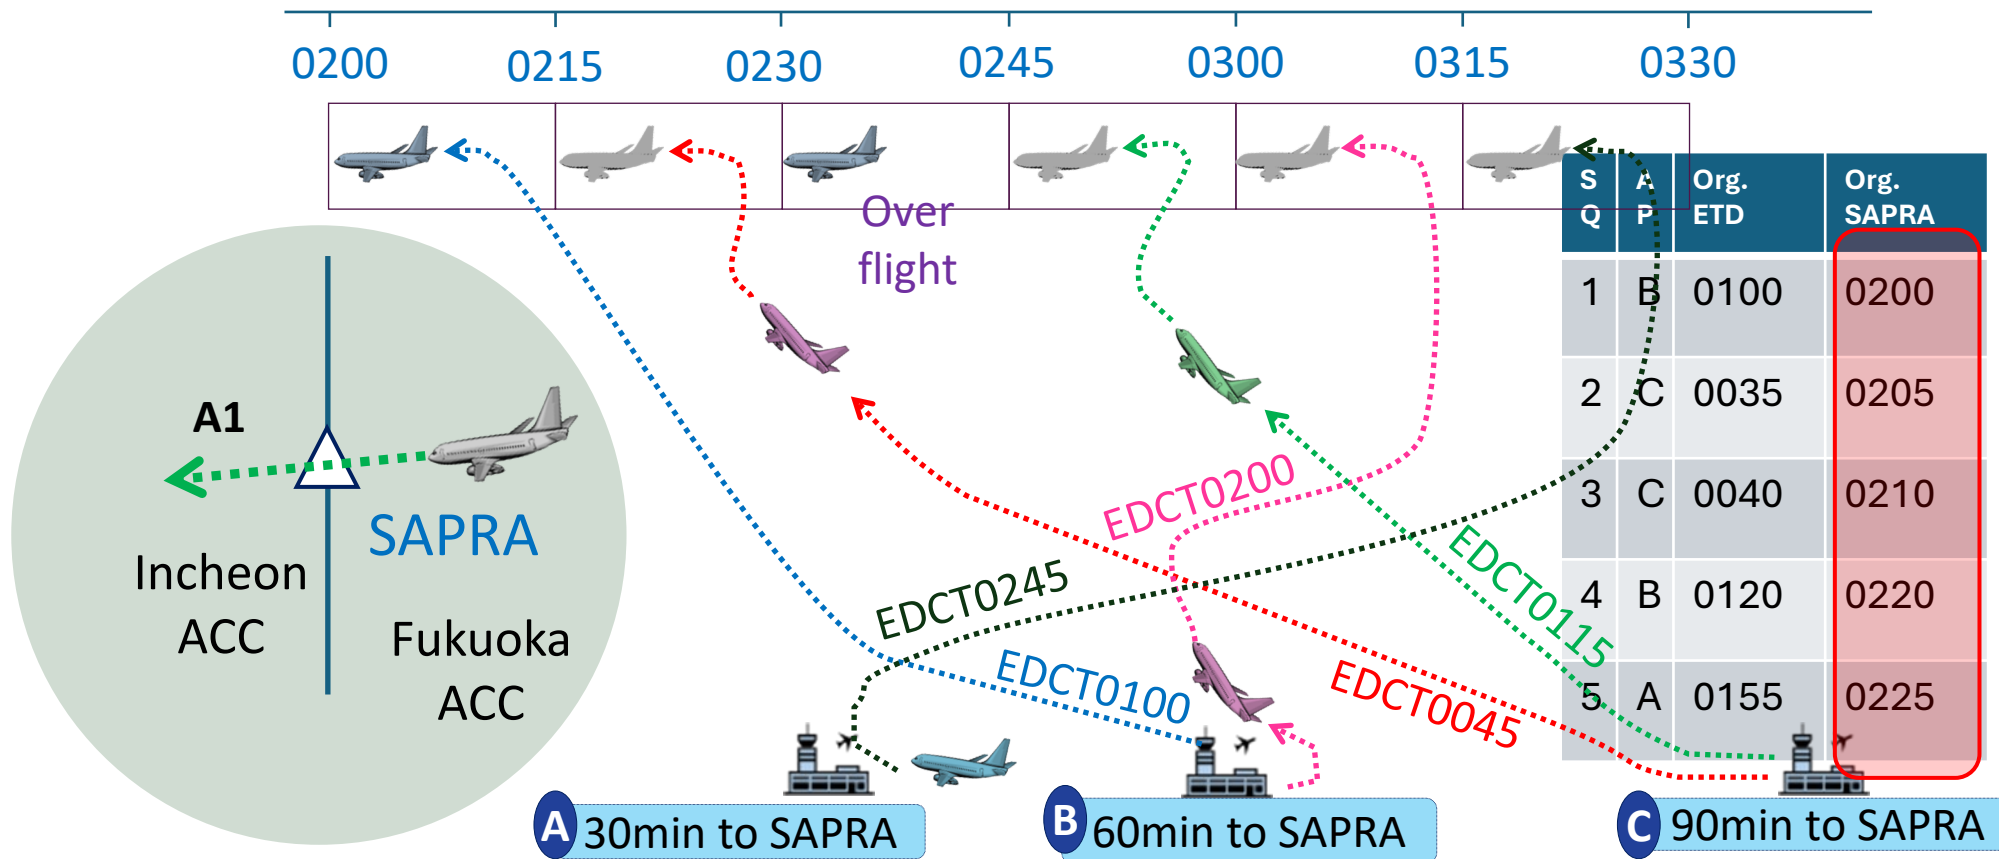 0200 0215 0230 0245 0300 0315 0330
Over
flight
A1
SAPRA
Incheon
ACC
Fukuoka
ACC
EDCT0200
EDCT0245
EDCT0100
EDCT0045
EDCT0115
S
Q
A
P
Org.
ETD
Org.
SAPRA
1 B 0100 0200
2 C 0035 0205
3 C 0040 0210
4 B 0120 0220
5 A 0155 0225
A 30min to SAPRA
B 60min to SAPRA
C 90min to SAPRA